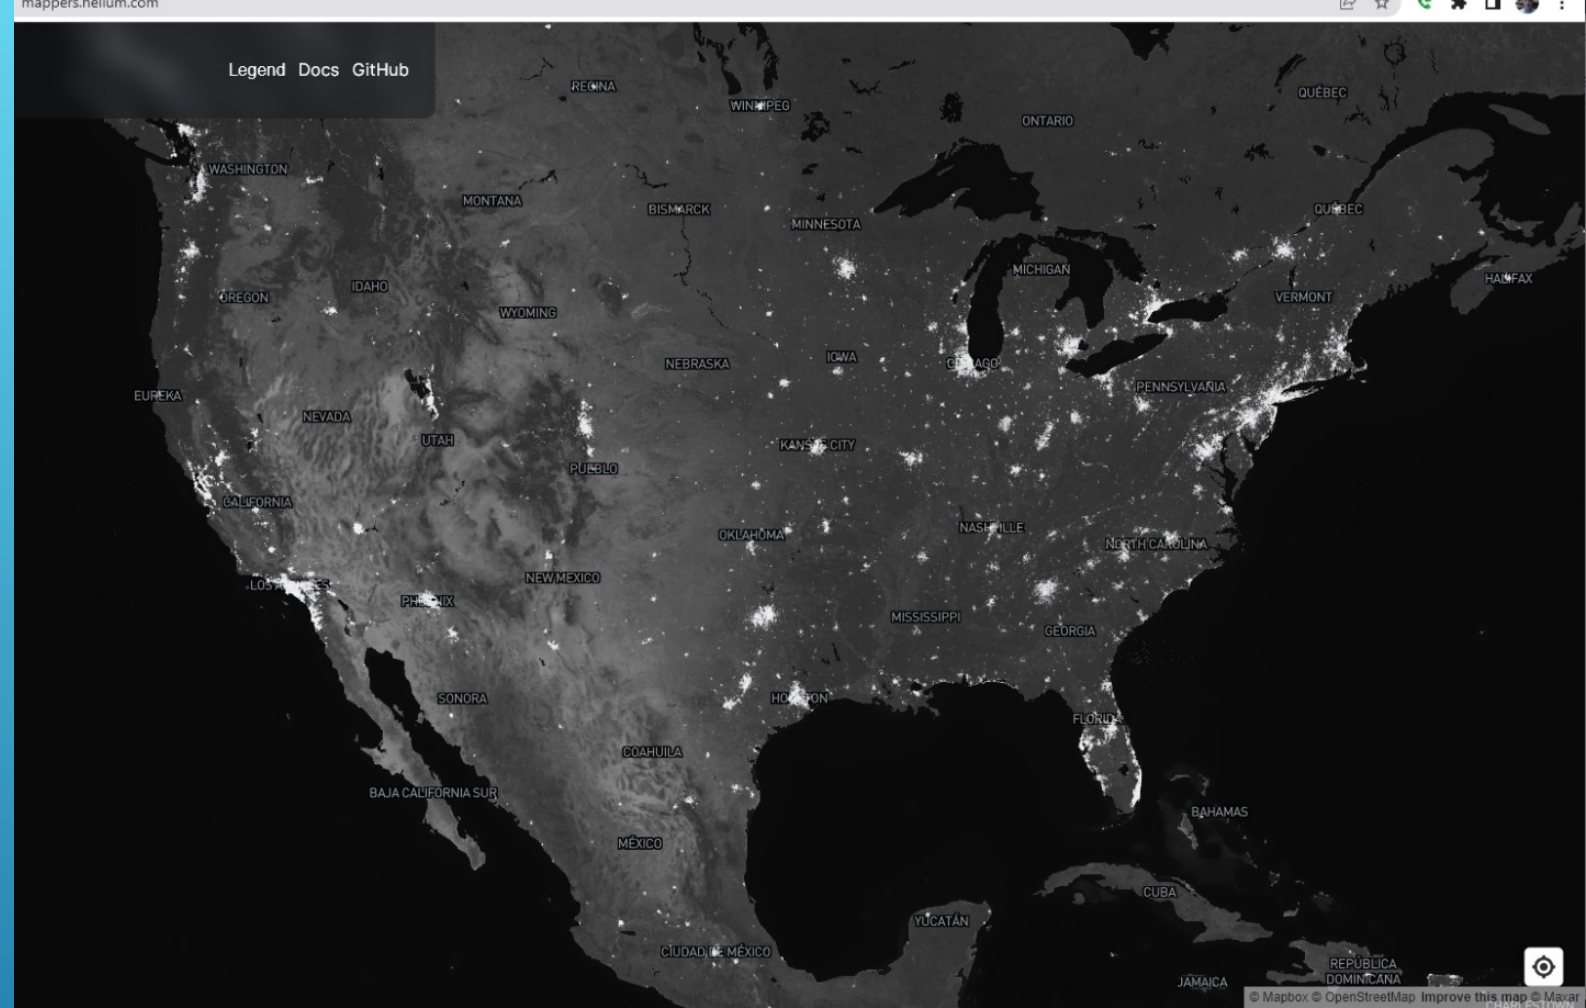 mappers.helium.com
Legend Docs GitHub
REGINA
WINNIPEG
ONTARIO
QUÉBEC
WASHINGTON
MONTANA
BISMARCK
MINNESOTA
QUÉBEC
MICHIGAN
HALIFAX
IDAHO
OREGON
VERMONT
WYOMING
IOWA
NEBRASKA
CHICAGO
PENNSYLVANIA
EUREKA
NEVADA
UTAH
KANSAS CITY
PUEBLO
CALIFORNIA
NASHVILLE
OKLAHOMA
NORTH CAROLINA
NEW MEXICO
LOS ANGELES
PHOENIX
MISSISSIPPI
GEORGIA
SONORA
HOUSTON
FLORIDA
COAHUILA
BAJA CALIFORNIA SUR
BAHAMAS
MÉXICO
CUBA
YUCATÁN
CIUDAD DE MÉXICO
REPÚBLICA
DOMINICANA
JAMAICA
© Mapbox © OpenStreetMap Improve this map © Maxar
CHARLESTOWN